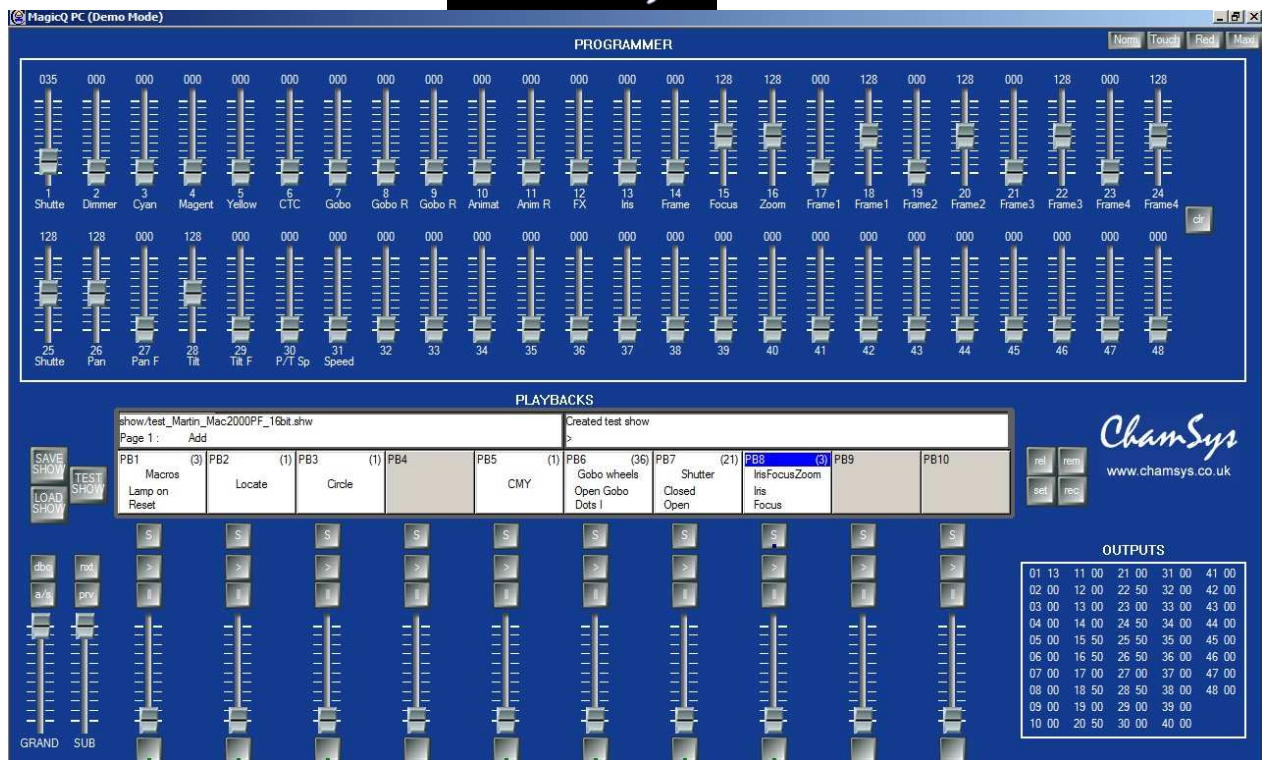 MagicQ PC (Demo Mode)
PROGRAMMER
Norm Touch Red Maxi
035 000 000 000 000 000 000 000 000 000 000 000 000 000 128 128 000 128 000 128 000 128 000 128
1 2 3 4 5 6 7 8 9 10 11 12 13 14 15 16 17 18 19 20 21 22 23 24
Shutte Dimmer Cyan Magent Yellow CTC Gobo Gobo R Gobo R Animat Anim R FX Iris Frame Focus Zoom Frame1 Frame1 Frame2 Frame2 Frame3 Frame3 Frame4 Frame4
clr
128 128 000 128 000 000 000 000 000 000 000 000 000 000 000 000 000 000 000 000 000 000 000 000
25 26 27 28 29 30 31 32 33 34 35 36 37 38 39 40 41 42 43 44 45 46 47 48
Shutte Pan Pan F Tilt Tilt F P/T Sp Speed
PLAYBACKS
show/test_Martin_Mac2000PF_16bit.shw Created test show
Page 1 : Add >
SAVE SHOW
TEST SHOW
LOAD SHOW
PB1 (3) PB2 (1) PB3 (1) PB4 PB5 (1) PB6 (36) PB7 (21) PB8 (3) PB9 PB10
Macros Locate Circle CMY Gobo wheels Shutter IrisFocusZoom
Lamp on Open Gobo Closed Iris
Reset Dots I Open Focus
ChamSys
www.chamsys.co.uk
rel rem
set rec
S S S S S S S S S S
dbo nxt > > > > > > > > > >
a/s prv || || || || || || || || || ||
GRAND SUB
OUTPUTS
01 13 11 00 21 00 31 00 41 00
02 00 12 00 22 50 32 00 42 00
03 00 13 00 23 00 33 00 43 00
04 00 14 00 24 50 34 00 44 00
05 00 15 50 25 50 35 00 45 00
06 00 16 50 26 50 36 00 46 00
07 00 17 00 27 00 37 00 47 00
08 00 18 50 28 50 38 00 48 00
09 00 19 00 29 00 39 00
10 00 20 50 30 00 40 00